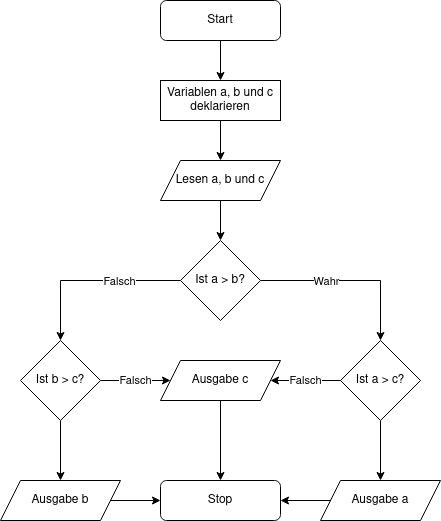 Start
Variablen a, b und c
deklarieren
Lesen a, b und c
Ist a > b?
Falsch
Wahr
Ist b > c?
Falsch
Ausgabe c
Falsch
Ist a > c?
Ausgabe b
Stop
Ausgabe a